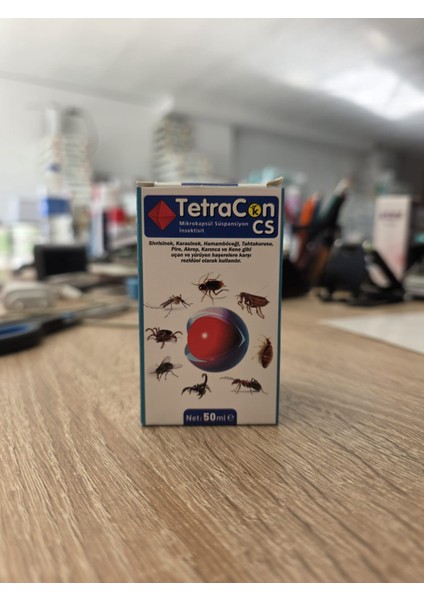 TetraCon
CS
Mikrokapsül Süspansiyon
İnsektisit
Sivrisinek, Karasinek, Hamamböceği, Tahtakurusu,
Pire, Akrep, Karınca ve Kene gibi
uçan ve yürüyen haşerelere karşı
rezidüel olarak kullanılır.
Net: 50ml e